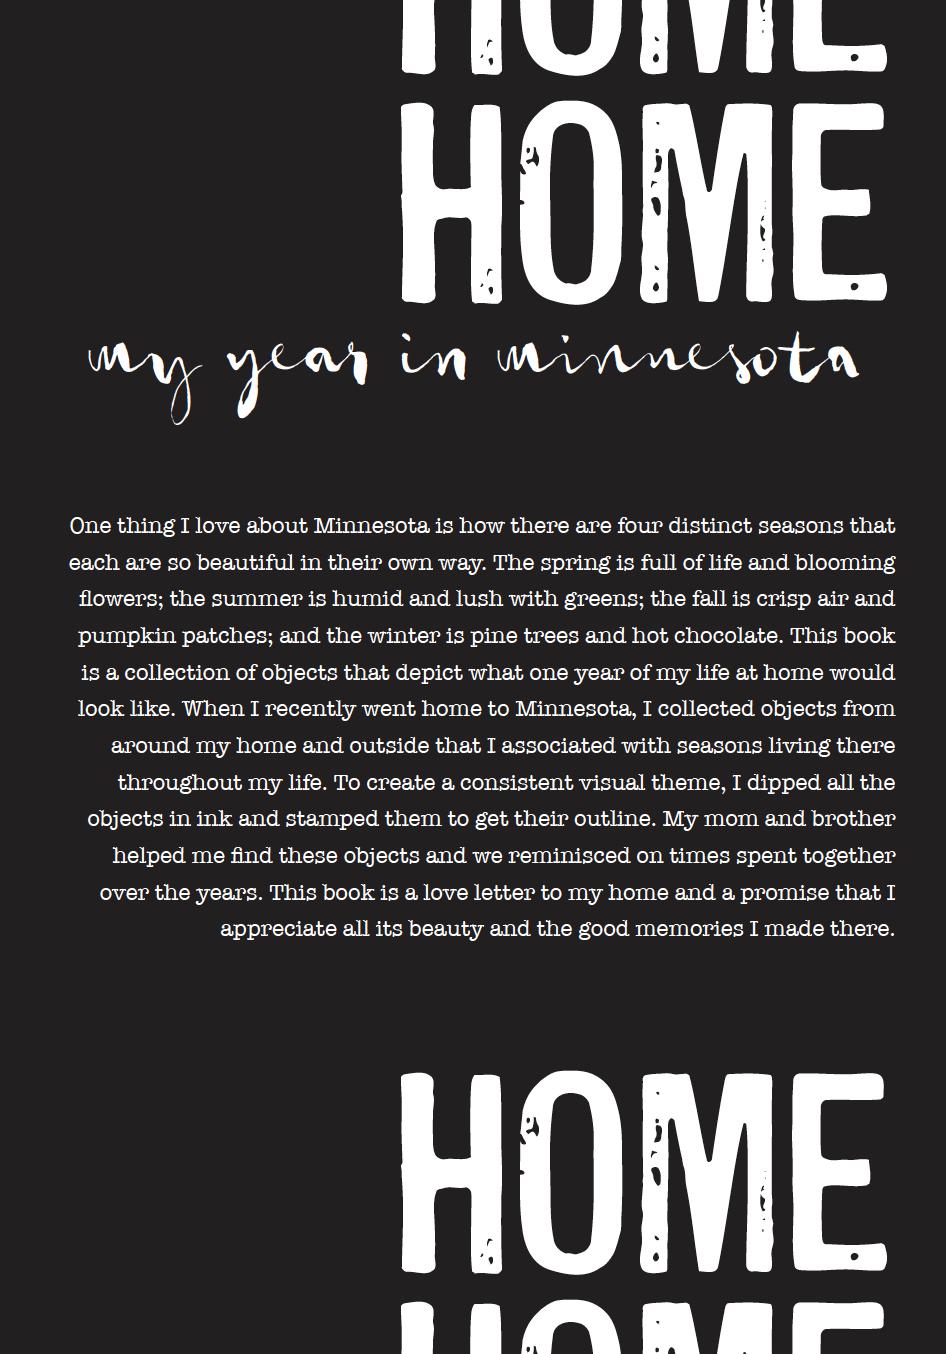 HOME
HOME
my year in minnesota
One thing I love about Minnesota is how there are four distinct seasons that
each are so beautiful in their own way. The spring is full of life and blooming
flowers; the summer is humid and lush with greens; the fall is crisp air and
pumpkin patches; and the winter is pine trees and hot chocolate. This book
is a collection of objects that depict what one year of my life at home would
look like. When I recently went home to Minnesota, I collected objects from
around my home and outside that I associated with seasons living there
throughout my life. To create a consistent visual theme, I dipped all the
objects in ink and stamped them to get their outline. My mom and brother
helped me find these objects and we reminisced on times spent together
over the years. This book is a love letter to my home and a promise that I
appreciate all its beauty and the good memories I made there.
HOME
HOME